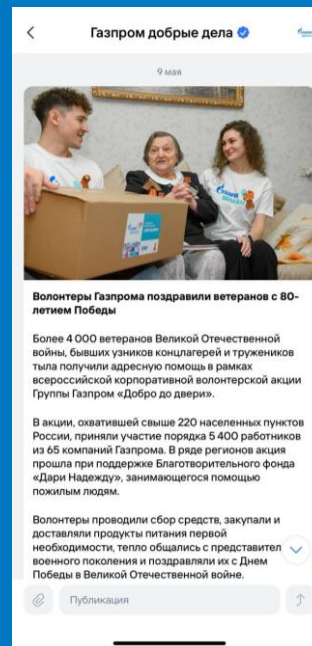 Газпром добрые дела
9 мая
Волонтеры Газпрома поздравили ветеранов с 80-
летием Победы
Более 4 000 ветеранов Великой Отечественной
войны, бывших узников концлагерей и тружеников
тыла получили адресную помощь в рамках
всероссийской корпоративной волонтерской акции
Группы Газпром «Добро до двери».
В акции, охватившей свыше 220 населенных пунктов
России, приняли участие порядка 5 400 работников
из 65 компаний Газпрома. В ряде регионов акция
прошла при поддержке Благотворительного фонда
«Дари Надежду», занимающегося помощью
пожилым людям.
Волонтеры проводили сбор средств, закупали и
доставляли продукты питания первой
необходимости, тепло общались с представител
военного поколения и поздравляли их с Днем
Победы в Великой Отечественной войне.
Публикация